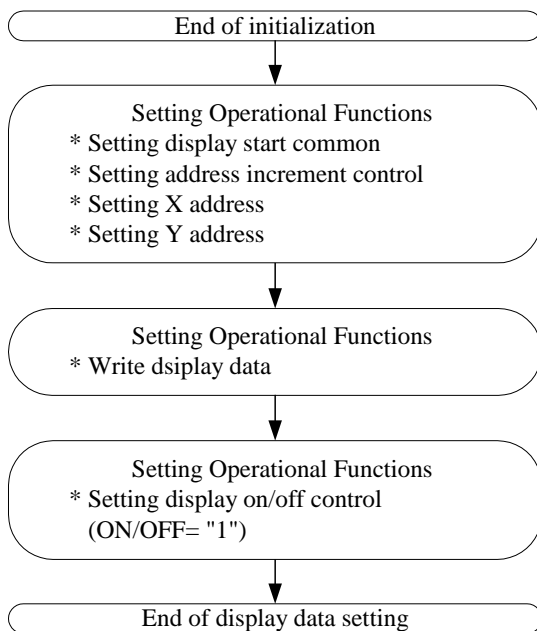 End of initialization
Setting Operational Functions
* Setting display start common
* Setting address increment control
* Setting X address
* Setting Y address
Setting Operational Functions
* Write dsiplay data
Setting Operational Functions
* Setting display on/off control
(ON/OFF= "1")
End of display data setting